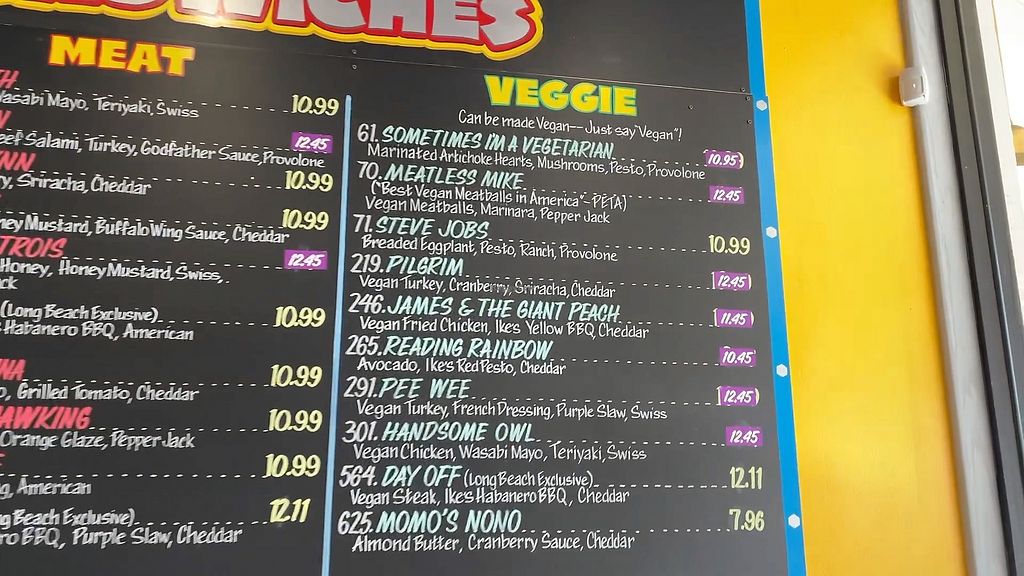 SANDWICHES
MEAT
Wasabi Mayo, Teriyaki, Swiss 10.99
12.45
Beef Salami, Turkey, Godfather Sauce, Provolone
10.99
Sriracha, Cheddar
10.99
Honey Mustard, Buffalo Wing Sauce, Cheddar
TROIS 12.45
Honey, Honey Mustard, Swiss,
(Long Beach Exclusive) 10.99
Habanero BBQ, American
10.99
Grilled Tomato, Cheddar
HAWKING 10.99
Orange Glaze, Pepper Jack
10.99
American
Beach Exclusive) 12.11
BBQ, Purple Slaw, Cheddar
VEGGIE
Can be made Vegan—Just say "Vegan"!
61. SOMETIMES I'M A VEGETARIAN 10.95
Marinated Artichoke Hearts, Mushrooms, Pesto, Provolone
70. MEATLESS MIKE 12.45
("Best Vegan Meatballs in America"-PETA)
Vegan Meatballs, Marinara, Pepper Jack
71. STEVE JOBS 10.99
Breaded Eggplant, Pesto, Ranch, Provolone
219. PILGRIM 12.45
Vegan Turkey, Cranberry, Sriracha, Cheddar
246. JAMES & THE GIANT PEACH 11.45
Vegan Fried Chicken, Ikes Yellow BBQ, Cheddar
265. READING RAINBOW 10.45
Avocado, Ikes Red Pesto, Cheddar
291. PEE WEE 12.45
Vegan Turkey, French Dressing, Purple Slaw, Swiss
301. HANDSOME OWL 12.45
Vegan Chicken, Wasabi Mayo, Teriyaki, Swiss
564. DAY OFF (Long Beach Exclusive) 12.11
Vegan Steak, Ikes Habanero BBQ, Cheddar
625. MOMO'S NONO 7.96
Almond Butter, Cranberry Sauce, Cheddar